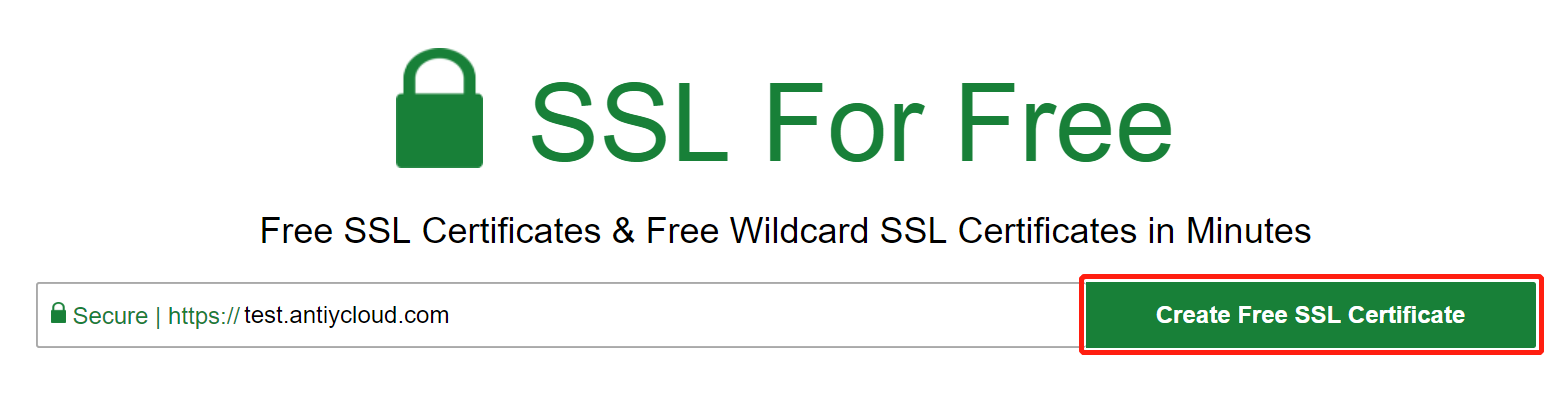 SSL For Free
Free SSL Certificates & Free Wildcard SSL Certificates in Minutes
Secure | https:// test.antiycloud.com
Create Free SSL Certificate